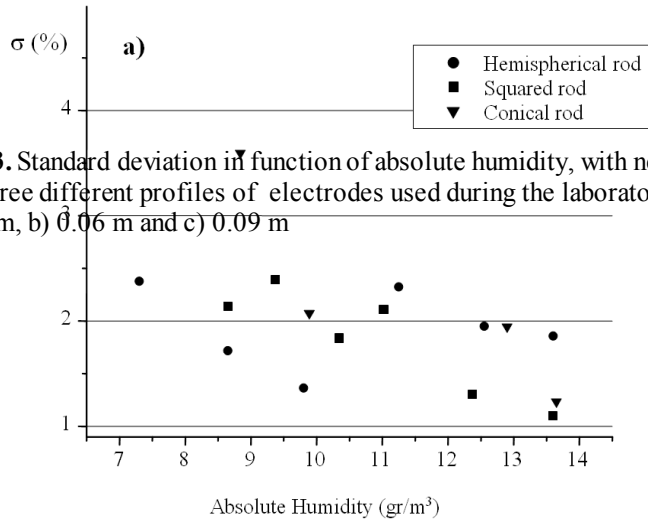 σ (%)
a)
Hemispherical rod
Squared rod
Conical rod
4
3. Standard deviation in function of absolute humidity, with
ree different profiles of electrodes used during the
3
m, b) 0.06 m and c) 0.09 m
2
1
7 8 9 10 11 12 13 14
Absolute Humidity (gr/m³)